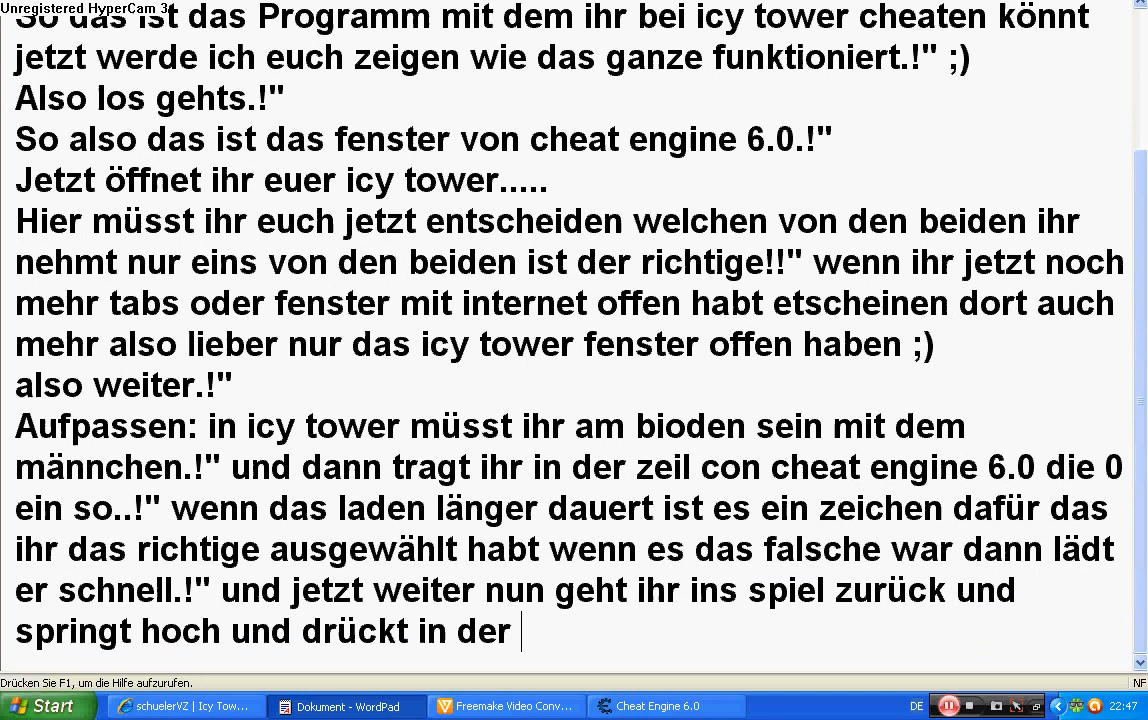 Unregistered HyperCam 3
So das ist das Programm mit dem ihr bei icy tower cheaten könnt
jetzt werde ich euch zeigen wie das ganze funktioniert.!" ;)
Also los gehts.!"
So also das ist das fenster von cheat engine 6.0.!"
Jetzt öffnet ihr euer icy tower.....
Hier müsst ihr euch jetzt entscheiden welchen von den beiden ihr
nehmt nur eins von den beiden ist der richtige!!" wenn ihr jetzt noch
mehr tabs oder fenster mit internet offen habt etscheinen dort auch
mehr also lieber nur das icy tower fenster offen haben ;)
also weiter.!"
Aufpassen: in icy tower müsst ihr am bioden sein mit dem
männchen.!" und dann tragt ihr in der zeil con cheat engine 6.0 die 0
ein so..!" wenn das laden länger dauert ist es ein zeichen dafür das
ihr das richtige ausgewählt habt wenn es das falsche war dann lädt
er schnell.!" und jetzt weiter nun geht ihr ins spiel zurück und
springt hoch und drückt in der
Drücken Sie F1, um die Hilfe aufzurufen. NF
Start schuelerVZ | Icy Tow... Dokument - WordPad Freemake Video Conv... Cheat Engine 6.0 DE 22:47